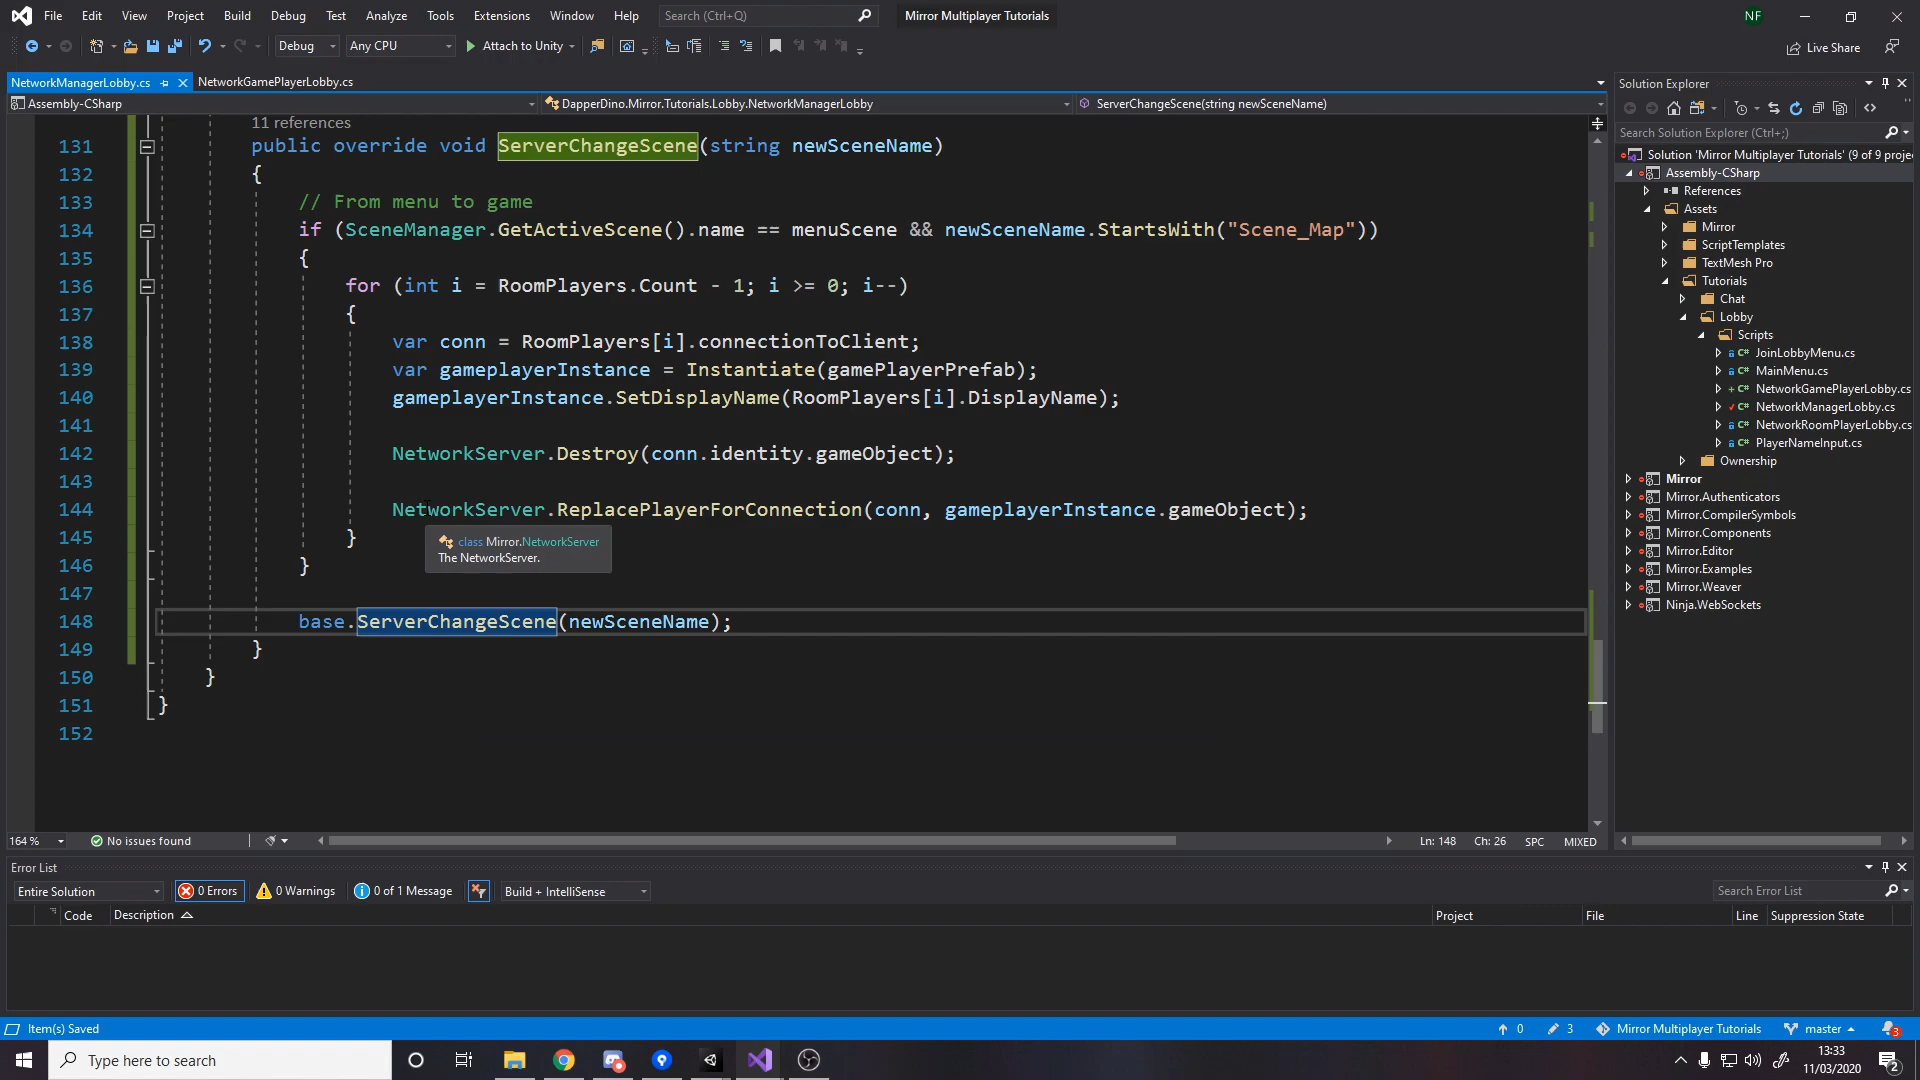 File Edit View Project Build Debug Test Analyze Tools Extensions Window Help Search (Ctrl+Q) Mirror Multiplayer Tutorials NF
Debug Any CPU Attach to Unity Live Share
NetworkManagerLobby.cs NetworkGamePlayerLobby.cs
Assembly-CSharp DapperDino.Mirror.Tutorials.Lobby.NetworkManagerLobby ServerChangeScene(string newSceneName)
11 references
131 public override void ServerChangeScene(string newSceneName)
132 {
133 // From menu to game
134 if (SceneManager.GetActiveScene().name == menuScene && newSceneName.StartsWith("Scene_Map"))
135 {
136 for (int i = RoomPlayers.Count - 1; i >= 0; i--)
137 {
138 var conn = RoomPlayers[i].connectionToClient;
139 var gameplayerInstance = Instantiate(gamePlayerPrefab);
140 gameplayerInstance.SetDisplayName(RoomPlayers[i].DisplayName);
141
142 NetworkServer.Destroy(conn.identity.gameObject);
143
144 NetworkServer.ReplacePlayerForConnection(conn, gameplayerInstance.gameObject);
145 }
class Mirror.NetworkServer
The NetworkServer.
146 }
147
148 base.ServerChangeScene(newSceneName);
149 }
150 }
151 }
152
164 % No issues found Ln: 148 Ch: 26 SPC MIXED
Solution Explorer
Search Solution Explorer (Ctrl+;)
Solution 'Mirror Multiplayer Tutorials' (9 of 9 proje
Assembly-CSharp
References
Assets
Mirror
ScriptTemplates
TextMesh Pro
Tutorials
Chat
Lobby
Scripts
C# JoinLobbyMenu.cs
C# MainMenu.cs
C# NetworkGamePlayerLobby.cs
C# NetworkManagerLobby.cs
C# NetworkRoomPlayerLobby.cs
C# PlayerNameInput.cs
Ownership
Mirror
Mirror.Authenticators
Mirror.CompilerSymbols
Mirror.Components
Mirror.Editor
Mirror.Examples
Mirror.Weaver
Ninja.WebSockets
Error List
Entire Solution 0 Errors 0 Warnings 0 of 1 Message Build + IntelliSense Search Error List
Code Description Project File Line Suppression State
Item(s) Saved 0 3 Mirror Multiplayer Tutorials master 3
Type here to search 13:33
11/03/2020 2